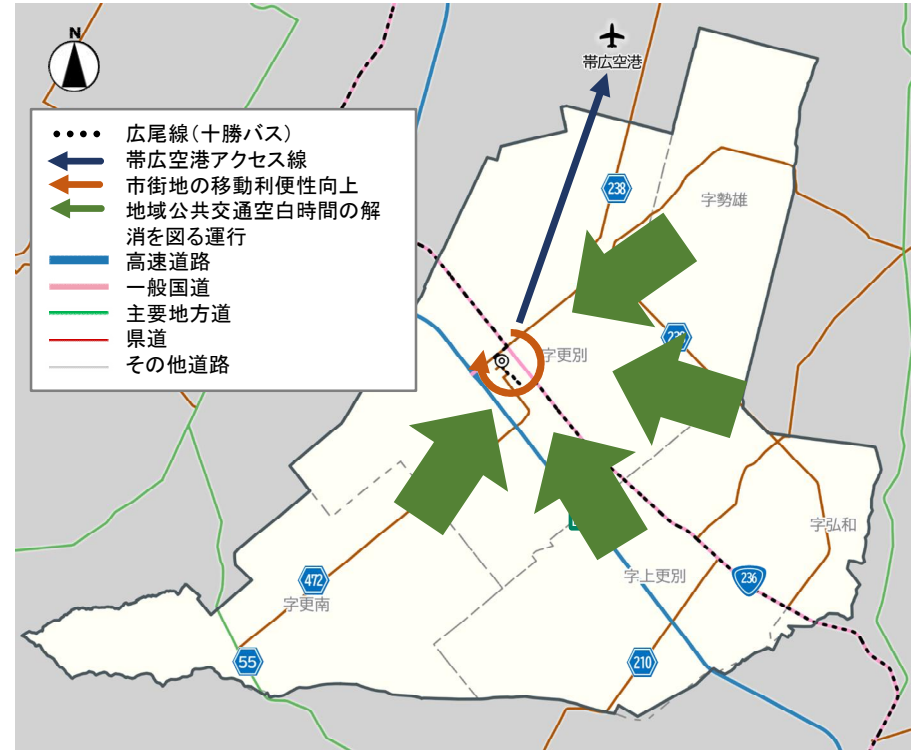 N
帯広空港
広尾線(十勝バス)
帯広空港アクセス線
市街地の移動利便性向上
地域公共交通空白時間の解
消を図る運行
高速道路
一般国道
主要地方道
県道
その他道路
238
字勢雄
字更別
字弘和
字上更別
236
472
字更南
55
210